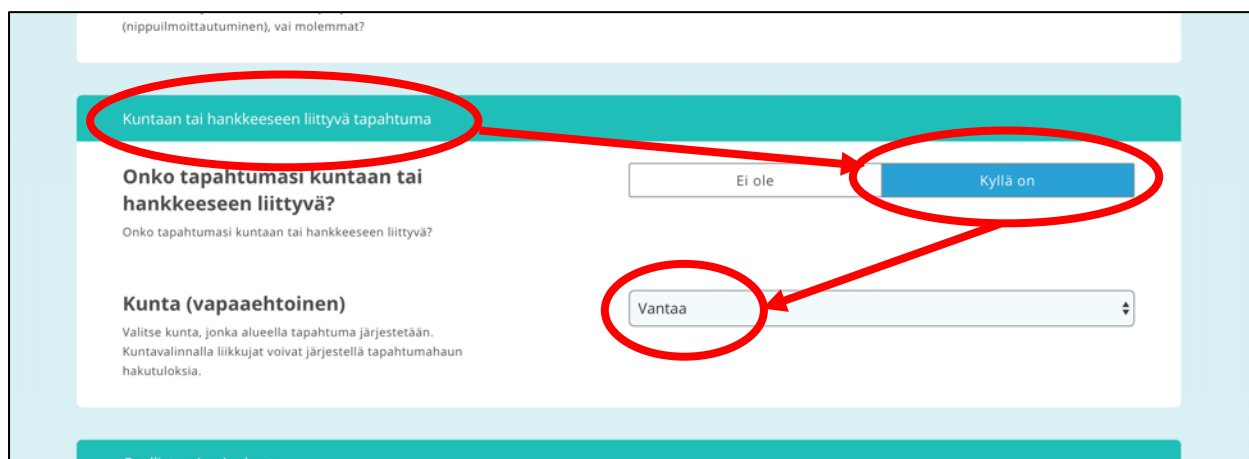 (nippuilmoittautuminen), vai molemmat?
Kuntaan tai hankkeeseen liittyvä tapahtuma
Onko tapahtumasi kuntaan tai
hankkeeseen liittyvä?
Onko tapahtumasi kuntaan tai hankkeeseen liittyvä?
Ei ole
Kyllä on
Kunta (vapaaehtoinen)
Valitse kunta, jonka alueella tapahtuma järjestetään.
Kuntavalinnalla liikkujat voivat järjestellä tapahtumahaun
hakutuloksia.
Vantaa